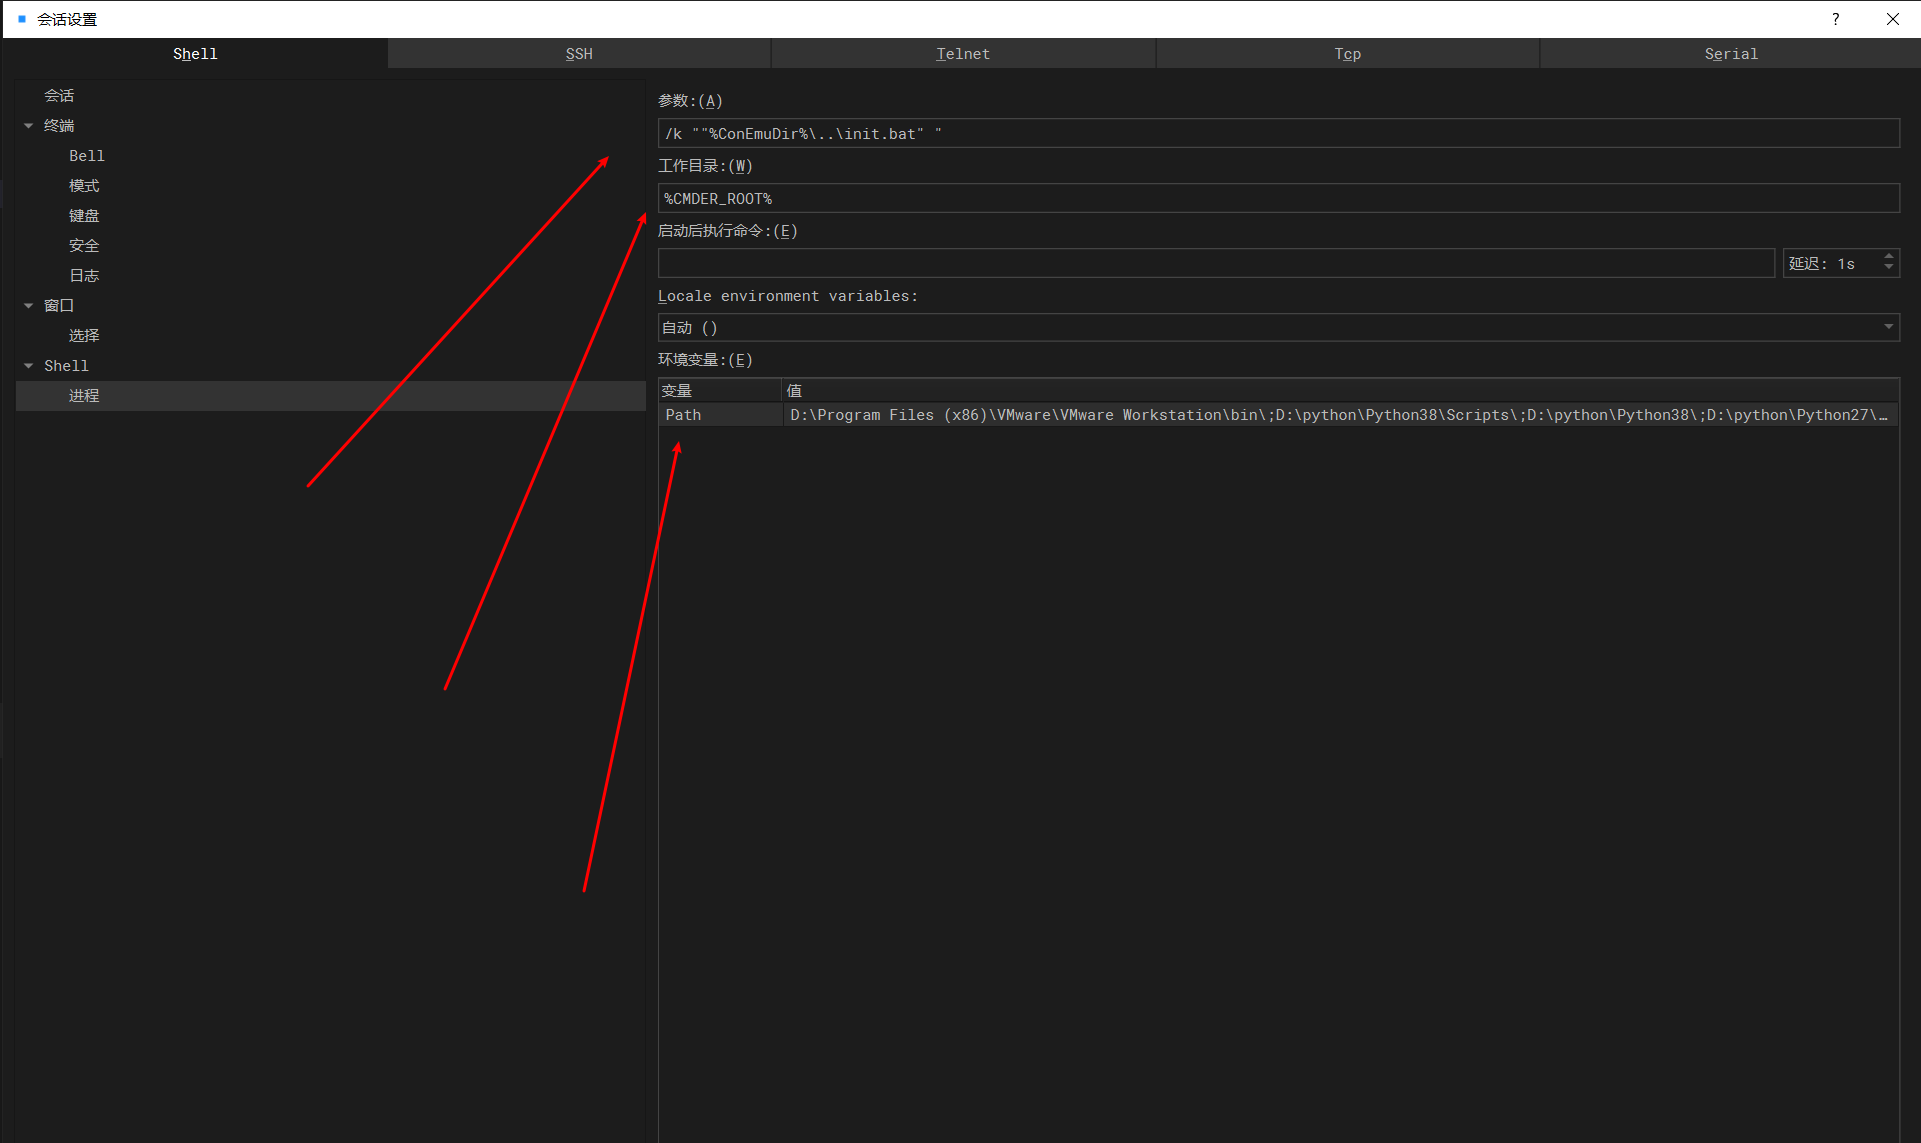 会话设置
?
Shell SSH Telnet Tcp Serial
会话
终端
Bell
模式
键盘
安全
日志
窗口
选择
Shell
进程
参数:(A)
/k ""%ConEmuDir%\..\init.bat" "
工作目录:(W)
%CMDER_ROOT%
启动后执行命令:(E)
延迟: 1s
Locale environment variables:
自动 ()
环境变量:(E)
变量 值
Path D:\Program Files (x86)\VMware\VMware Workstation\bin\;D:\python\Python38\Scripts\;D:\python\Python38\;D:\python\Python27\…